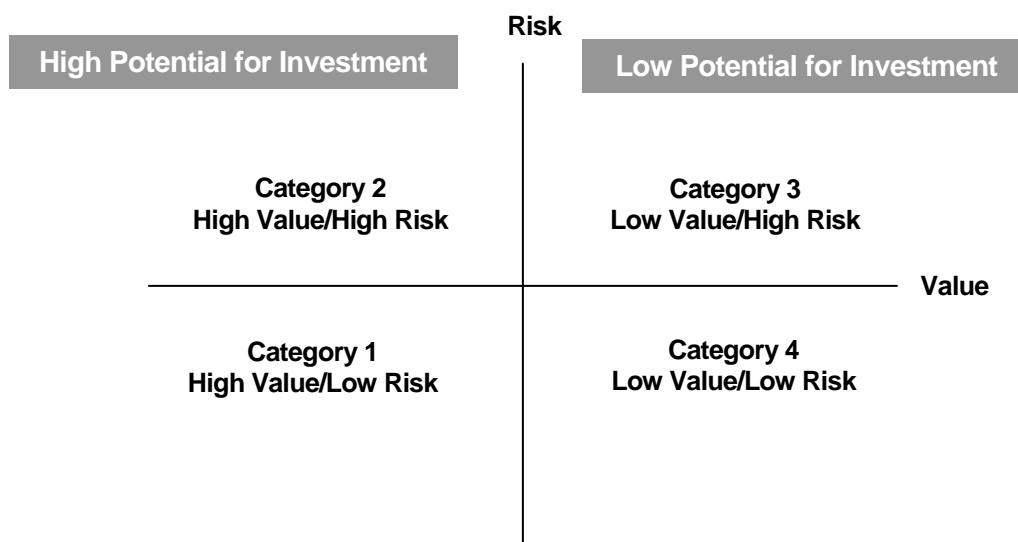 Risk
High Potential for Investment
Low Potential for Investment
Category 2
High Value/High Risk
Category 3
Low Value/High Risk
Value
Category 1
High Value/Low Risk
Category 4
Low Value/Low Risk